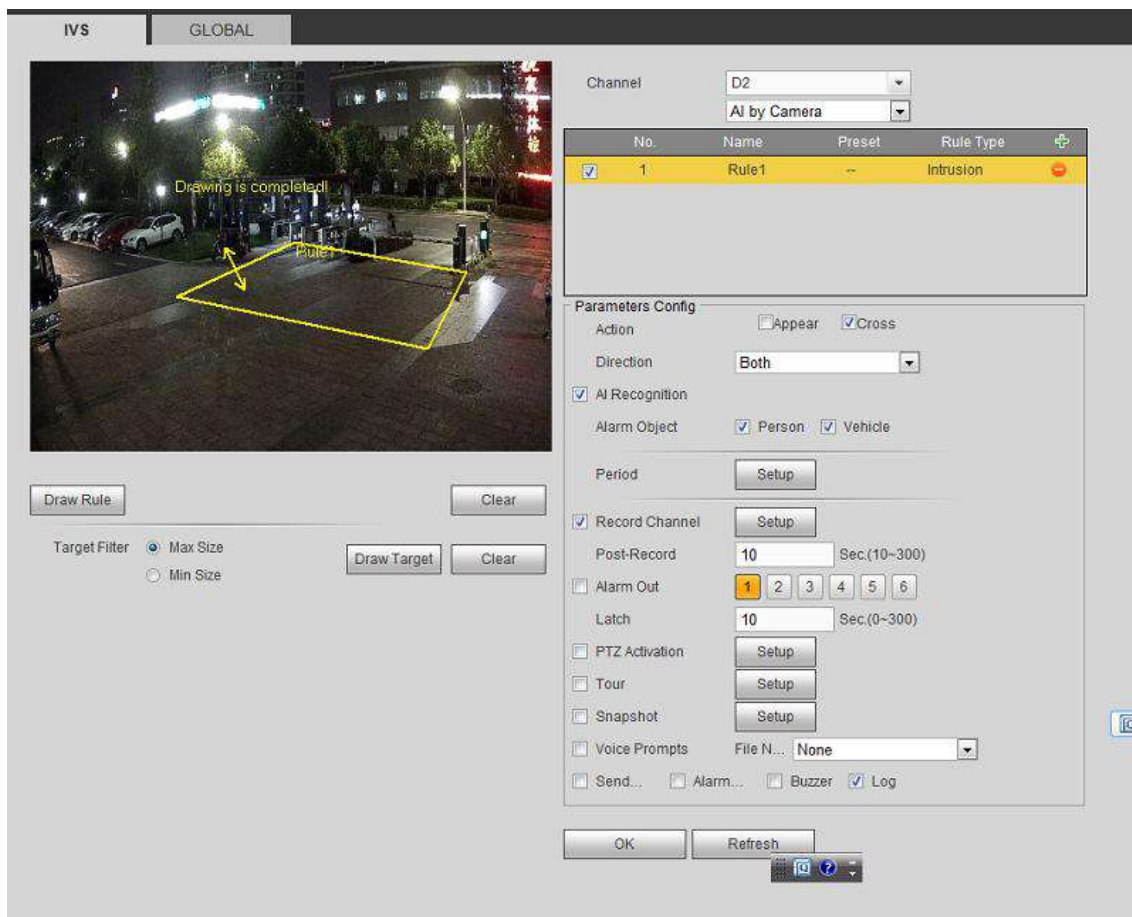 IVS GLOBAL
Drawing is completed!
Rule1
Draw Rule Clear
Target Filter Max Size
Draw Target Clear
Min Size
Channel D2
AI by Camera
No. Name Preset Rule Type
1 Rule1 -- Intrusion
Parameters Config
Action Appear Cross
Direction Both
AI Recognition
Alarm Object Person Vehicle
Period Setup
Record Channel Setup
Post-Record 10 Sec.(10~300)
Alarm Out 1 2 3 4 5 6
Latch 10 Sec.(0~300)
PTZ Activation Setup
Tour Setup
Snapshot Setup
Voice Prompts File N... None
Send... Alarm... Buzzer Log
OK Refresh